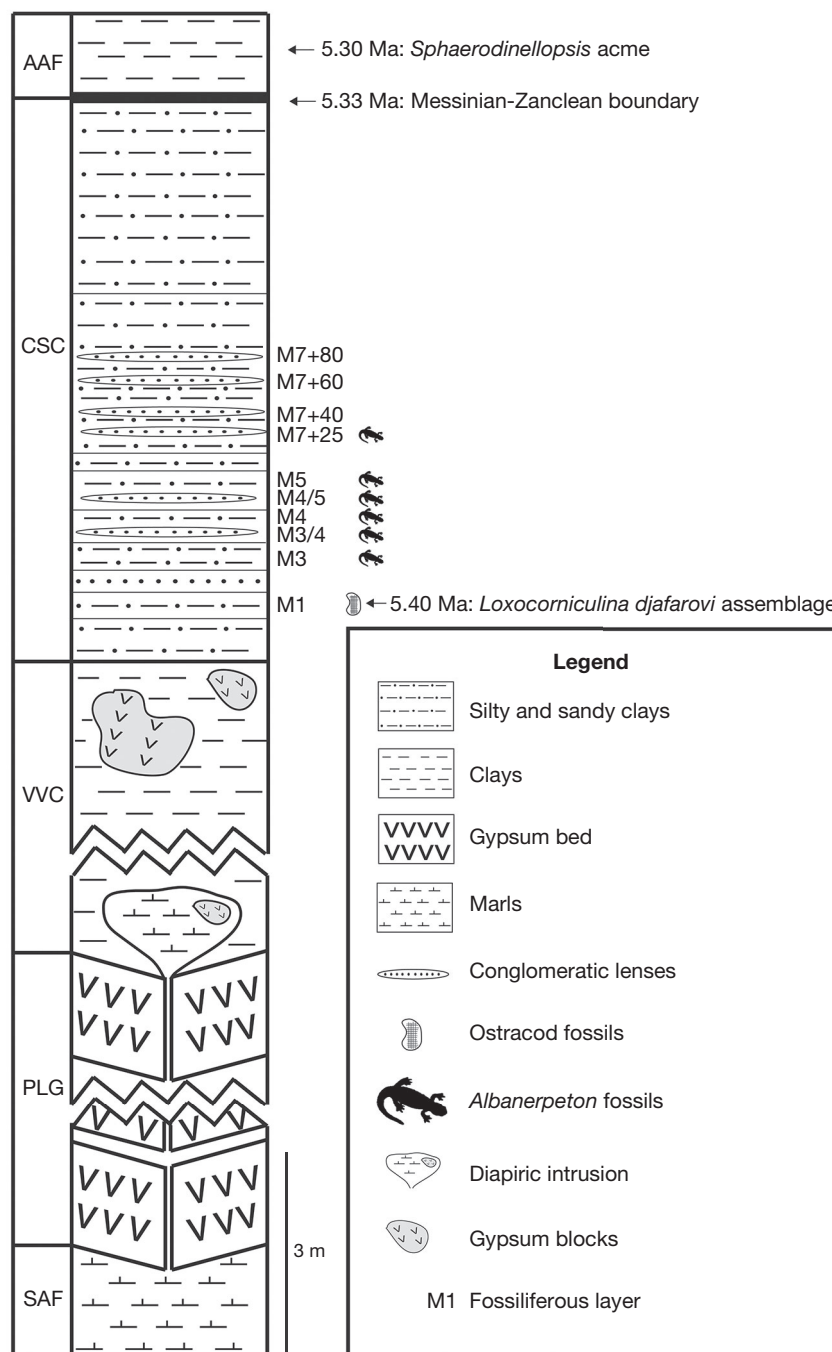 AAF
← 5.30 Ma: Sphaerodinellopsis acme
← 5.33 Ma: Messinian-Zanclean boundary
CSC
M7+80
M7+60
M7+40
M7+25
M5
M4/5
M4
M3/4
M3
M1
← 5.40 Ma: Loxocorniculina djafarovi assemblage
VVC
PLG
SAF
3 m
Legend
Silty and sandy clays
Clays
Gypsum bed
Marls
Conglomeratic lenses
Ostracod fossils
Albanerpeton fossils
Diapiric intrusion
Gypsum blocks
M1 Fossiliferous layer